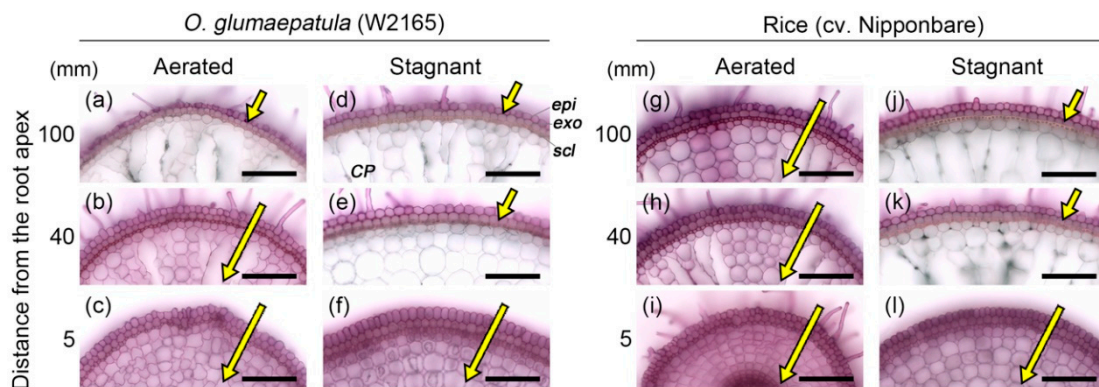 O. glumaepatula (W2165) Rice (cv. Nipponbare)
(mm) Aerated Stagnant (mm) Aerated Stagnant
(a) (d) (g) (j)
epi
100 exo 100
scl
CP
(b) (e) (h) (k)
40 40
(c) (f) (i) (l)
5 5
Distance from the root apex